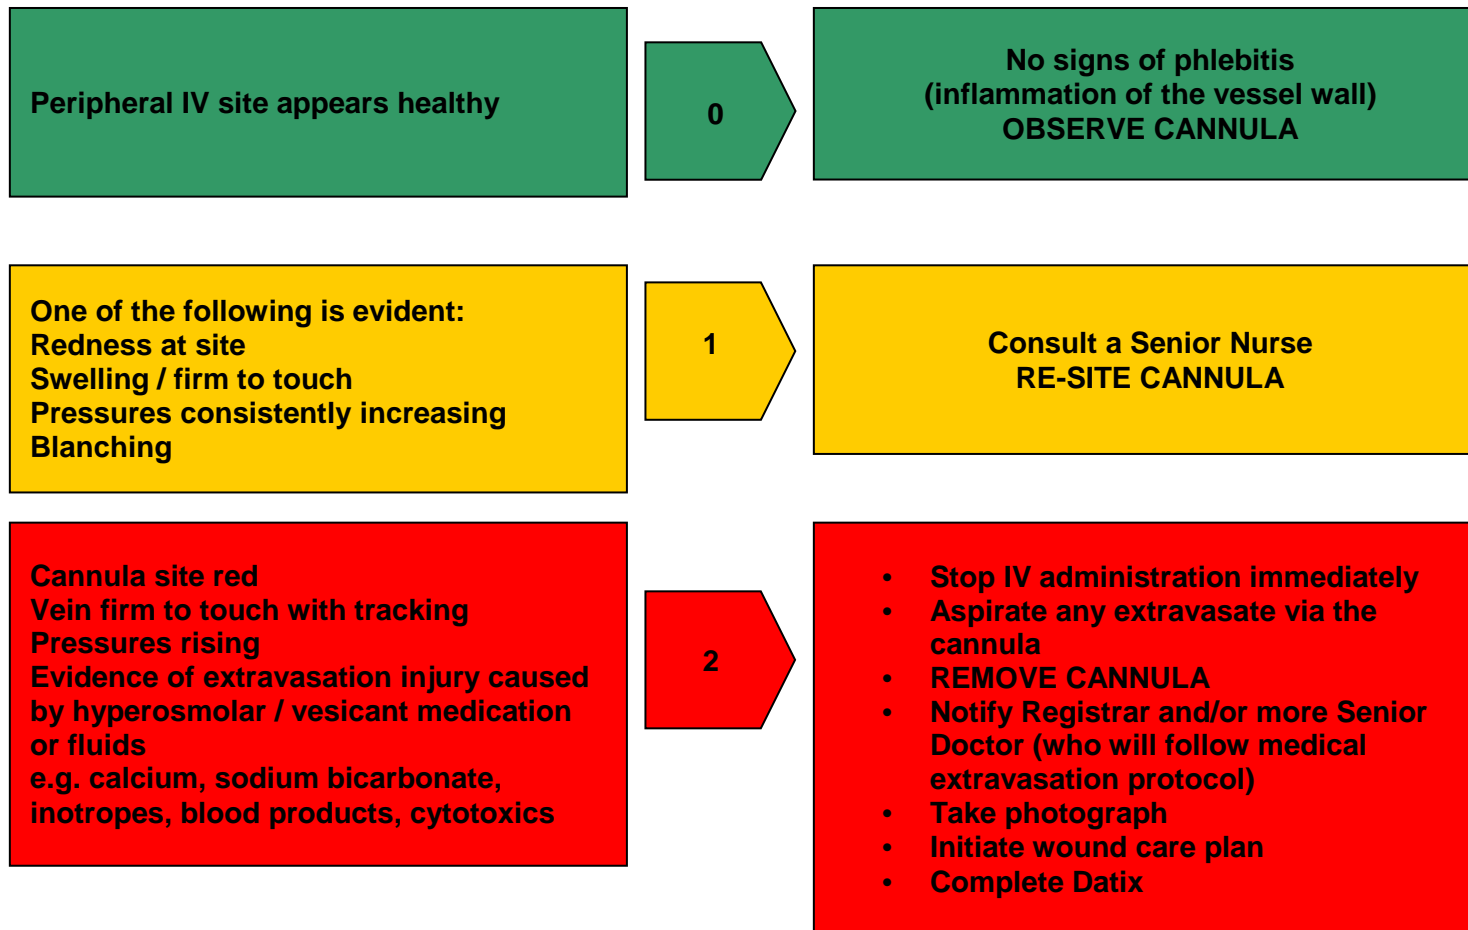 Peripheral IV site appears healthy
0
No signs of phlebitis
(inflammation of the vessel wall)
OBSERVE CANNULA
One of the following is evident:
Redness at site
Swelling / firm to touch
Pressures consistently increasing
Blanching
1
Consult a Senior Nurse
RE-SITE CANNULA
Cannula site red
Vein firm to touch with tracking
Pressures rising
Evidence of extravasation injury caused
by hyperosmolar / vesicant medication
or fluids
e.g. calcium, sodium bicarbonate,
inotropes, blood products, cytotoxics
2
• Stop IV administration immediately
• Aspirate any extravasate via the
cannula
• REMOVE CANNULA
• Notify Registrar and/or more Senior
Doctor (who will follow medical
extravasation protocol)
• Take photograph
• Initiate wound care plan
• Complete Datix